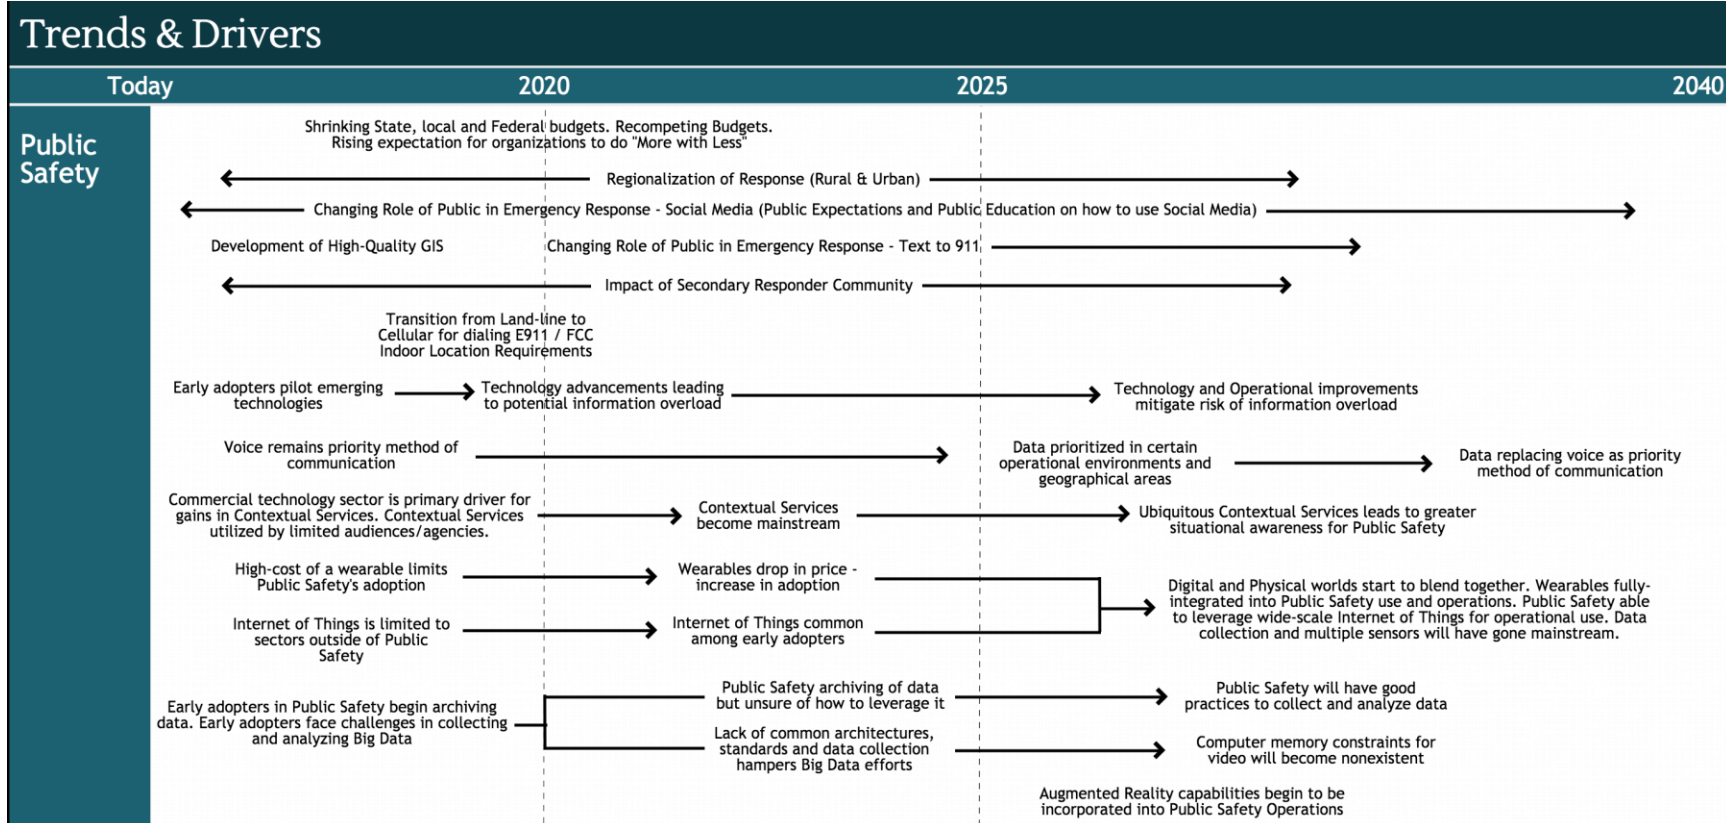 Trends & Drivers
Today 2020 2025 2040
Public
Safety
Shrinking State, local and Federal budgets. Recompeting Budgets.
Rising expectation for organizations to do "More with Less"
Regionalization of Response (Rural & Urban)
Changing Role of Public in Emergency Response - Social Media (Public Expectations and Public Education on how to use Social Media)
Development of High-Quality GIS
Changing Role of Public in Emergency Response - Text to 911
Impact of Secondary Responder Community
Transition from Land-line to
Cellular for dialing E911 / FCC
Indoor Location Requirements
Early adopters pilot emerging
technologies
Technology advancements leading
to potential information overload
Technology and Operational improvements
mitigate risk of information overload
Voice remains priority method of
communication
Data prioritized in certain
operational environments and
geographical areas
Data replacing voice as priority
method of communication
Commercial technology sector is primary driver for
gains in Contextual Services. Contextual Services
utilized by limited audiences/agencies.
Contextual Services
become mainstream
Ubiquitous Contextual Services leads to greater
situational awareness for Public Safety
High-cost of a wearable limits
Public Safety's adoption
Wearables drop in price -
increase in adoption
Internet of Things is limited to
sectors outside of Public
Safety
Internet of Things common
among early adopters
Digital and Physical worlds start to blend together. Wearables fully-
integrated into Public Safety use and operations. Public Safety able
to leverage wide-scale Internet of Things for operational use. Data
collection and multiple sensors will have gone mainstream.
Early adopters in Public Safety begin archiving
data. Early adopters face challenges in collecting
and analyzing Big Data
Public Safety archiving of data
but unsure of how to leverage it
Public Safety will have good
practices to collect and analyze data
Lack of common architectures,
standards and data collection
hampers Big Data efforts
Computer memory constraints for
video will become nonexistent
Augmented Reality capabilities begin to be
incorporated into Public Safety Operations